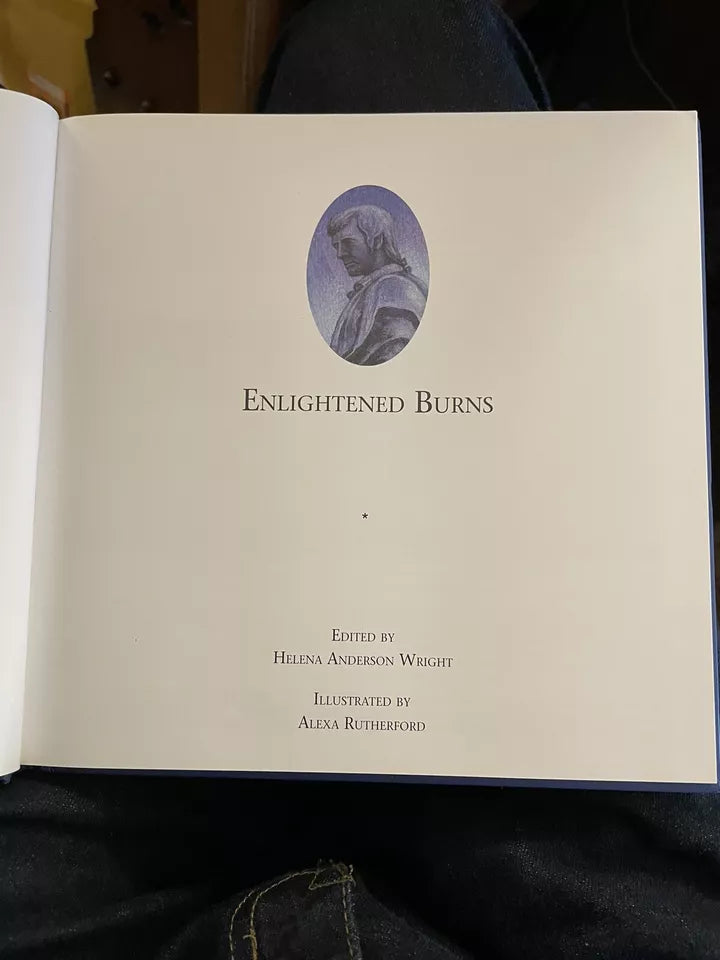 Enlightened Burns
*
Edited by
Helena Anderson Wright
Illustrated by
Alexa Rutherford